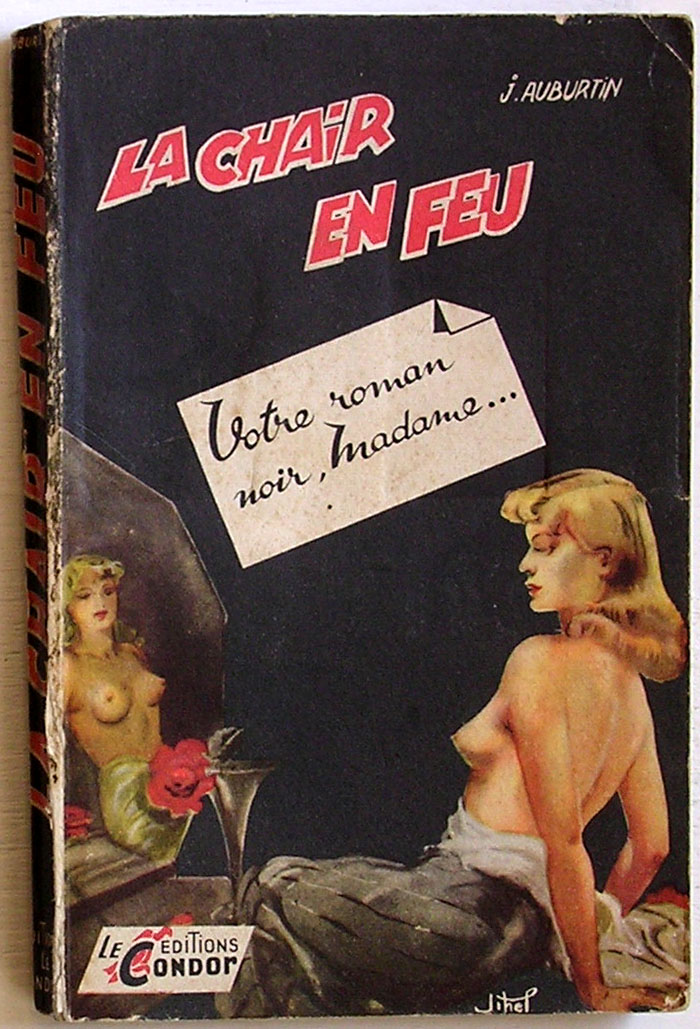 J. AUBURTIN
LA CHAIR
EN FEU
Votre roman
noir, Madame...
LE
EDITIONS
CONDOR
Jihel
LA CHAIR EN FEU